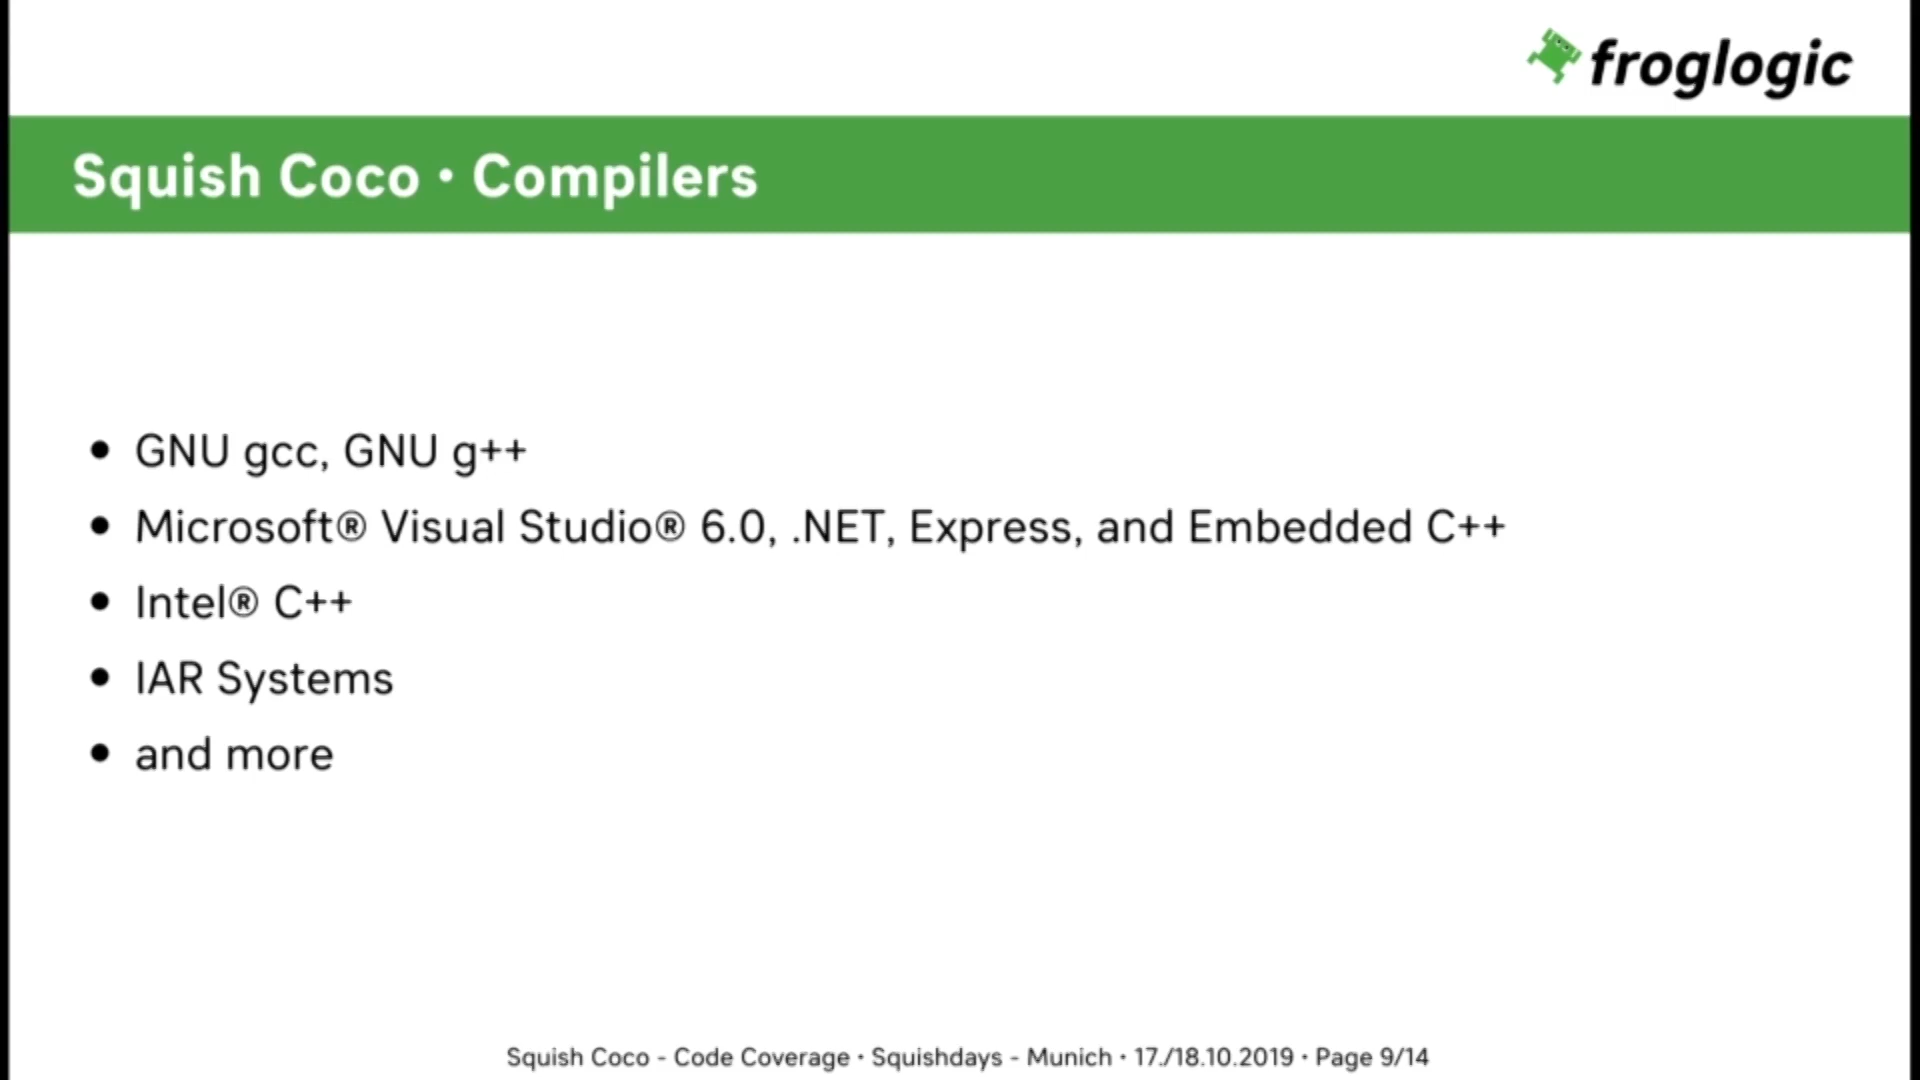 froglogic
Squish Coco • Compilers
• GNU gcc, GNU g++
• Microsoft® Visual Studio® 6.0, .NET, Express, and Embedded C++
• Intel® C++
• IAR Systems
• and more
Squish Coco - Code Coverage • Squishdays - Munich • 17./18.10.2019 • Page 9/14